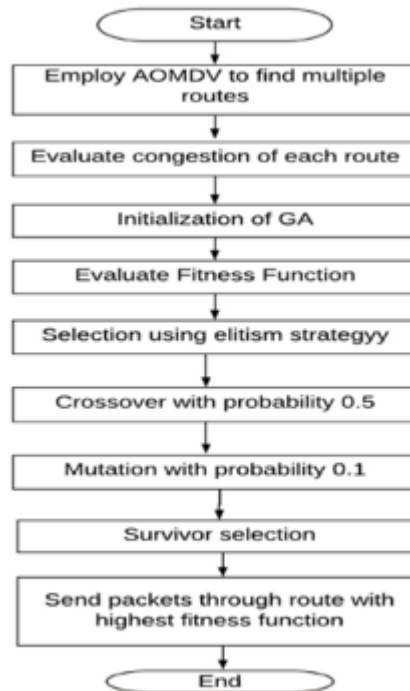 Start
Employ AOMDV to find multiple
routes
Evaluate congestion of each route
Initialization of GA
Evaluate Fitness Function
Selection using elitism strategyy
Crossover with probability 0.5
Mutation with probability 0.1
Survivor selection
Send packets through route with
highest fitness function
End